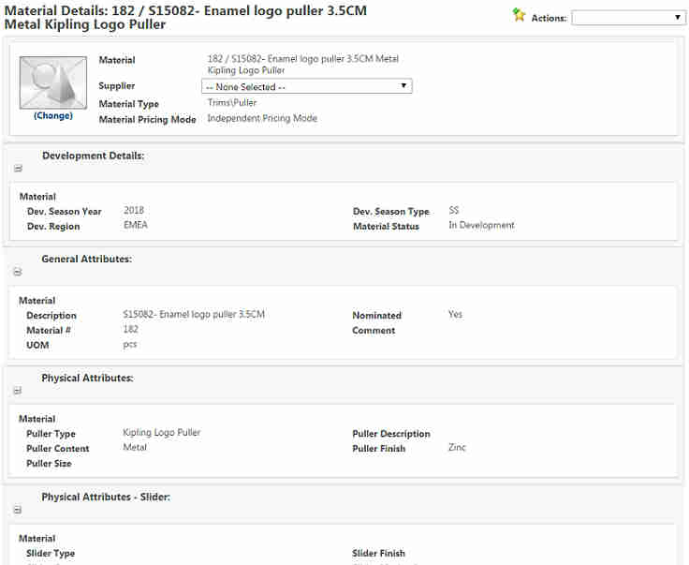 Material Details: 182 / S15082- Enamel logo puller 3.5CM
Metal Kipling Logo Puller
Actions:
Material 182 / S15082- Enamel logo puller 3.5CM Metal
Kipling Logo Puller
Supplier -- None Selected --
(Change)
Material Type Trims\Puller
Material Pricing Mode Independent Pricing Mode
Development Details:
Material
Dev. Season Year 2018 Dev. Season Type SS
Dev. Region EMEA Material Status In Development
General Attributes:
Material
Description S15082- Enamel logo puller 3.5CM Nominated Yes
Material # 182 Comment
UOM pcs
Physical Attributes:
Material
Puller Type Kipling Logo Puller Puller Description
Puller Content Metal Puller Finish Zinc
Puller Size
Physical Attributes - Slider:
Material
Slider Type Slider Finish